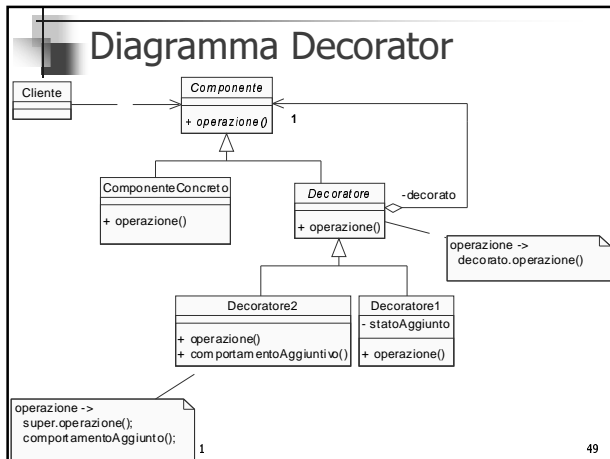 Diagramma Decorator
Cliente
Componente
+ operazione()
1
ComponenteConcreto
+ operazione()
Decoratore
+ operazione()
-decorato
operazione ->
decorato.operazione()
Decoratore2
+ operazione()
+ comportamentoAggiuntivo()
Decoratore1
- statoAggiunto
+ operazione()
operazione ->
super.operazione();
comportamentoAggiunto();
1
49